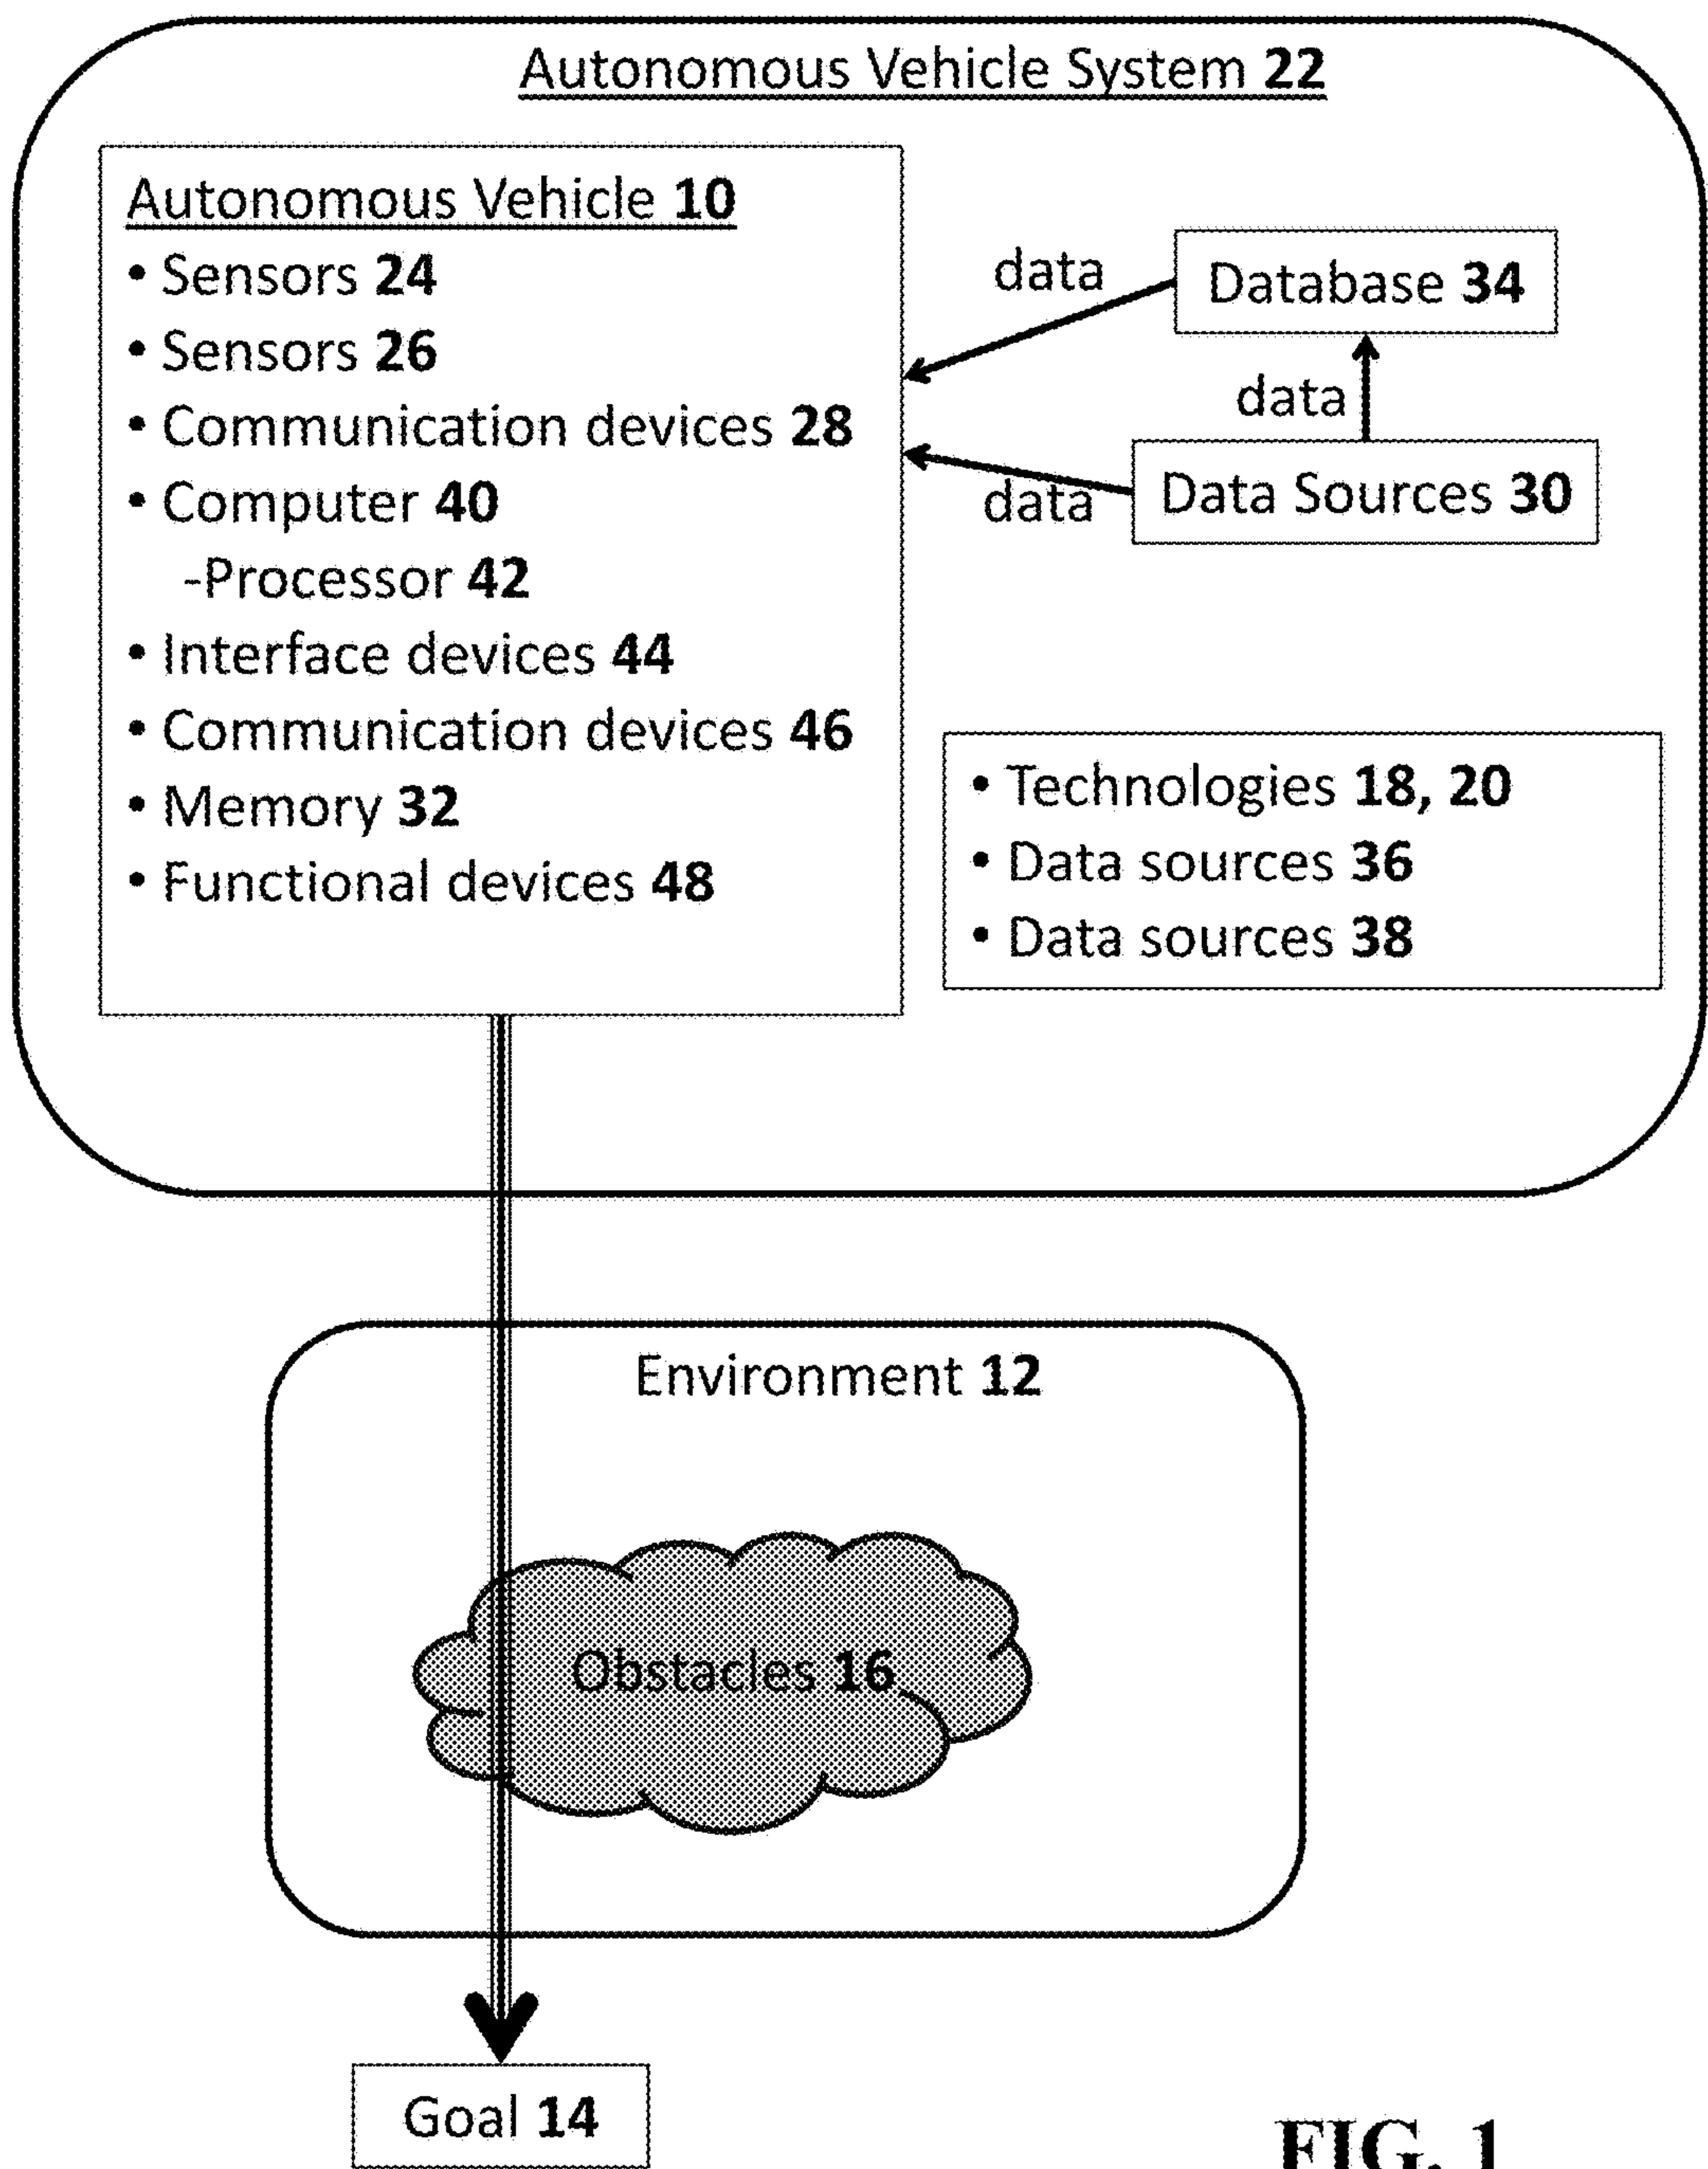 Autonomous Vehicle System 22
Autonomous Vehicle 10
• Sensors 24
• Sensors 26
• Communication devices 28
• Computer 40
-Processor 42
• Interface devices 44
• Communication devices 46
• Memory 32
• Functional devices 48
data
Database 34
data
data
Data Sources 30
• Technologies 18, 20
• Data sources 36
• Data sources 38
Environment 12
Obstacles 16
Goal 14
FIG. 1